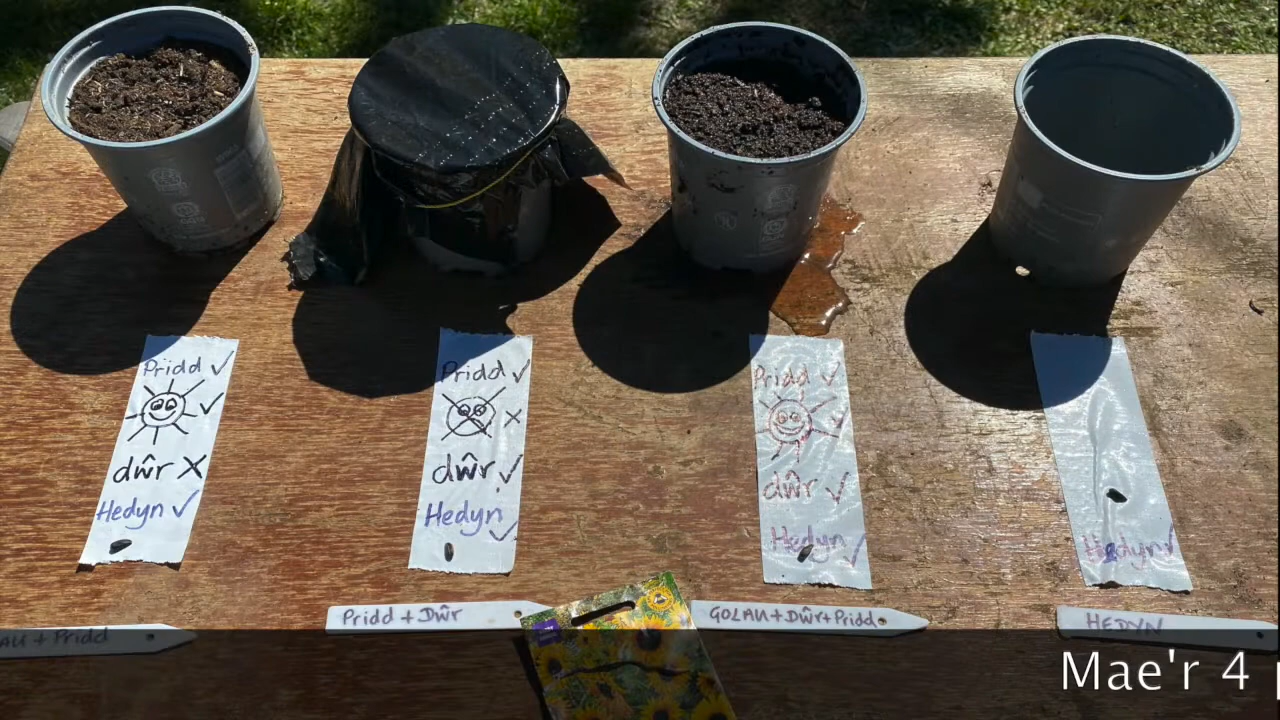 Pridd ✓
✓
dŵr X
Hedyn ✓
Pridd ✓
x
dŵr ✓
Hedyn ✓
Pridd ✓
✓
dŵr ✓
Hedyn ✓
Hedyn ✓
AU + Pridd
Pridd + Dŵr
GOLAU + Dŵr + Pridd
HEDYN
Mae'r 4